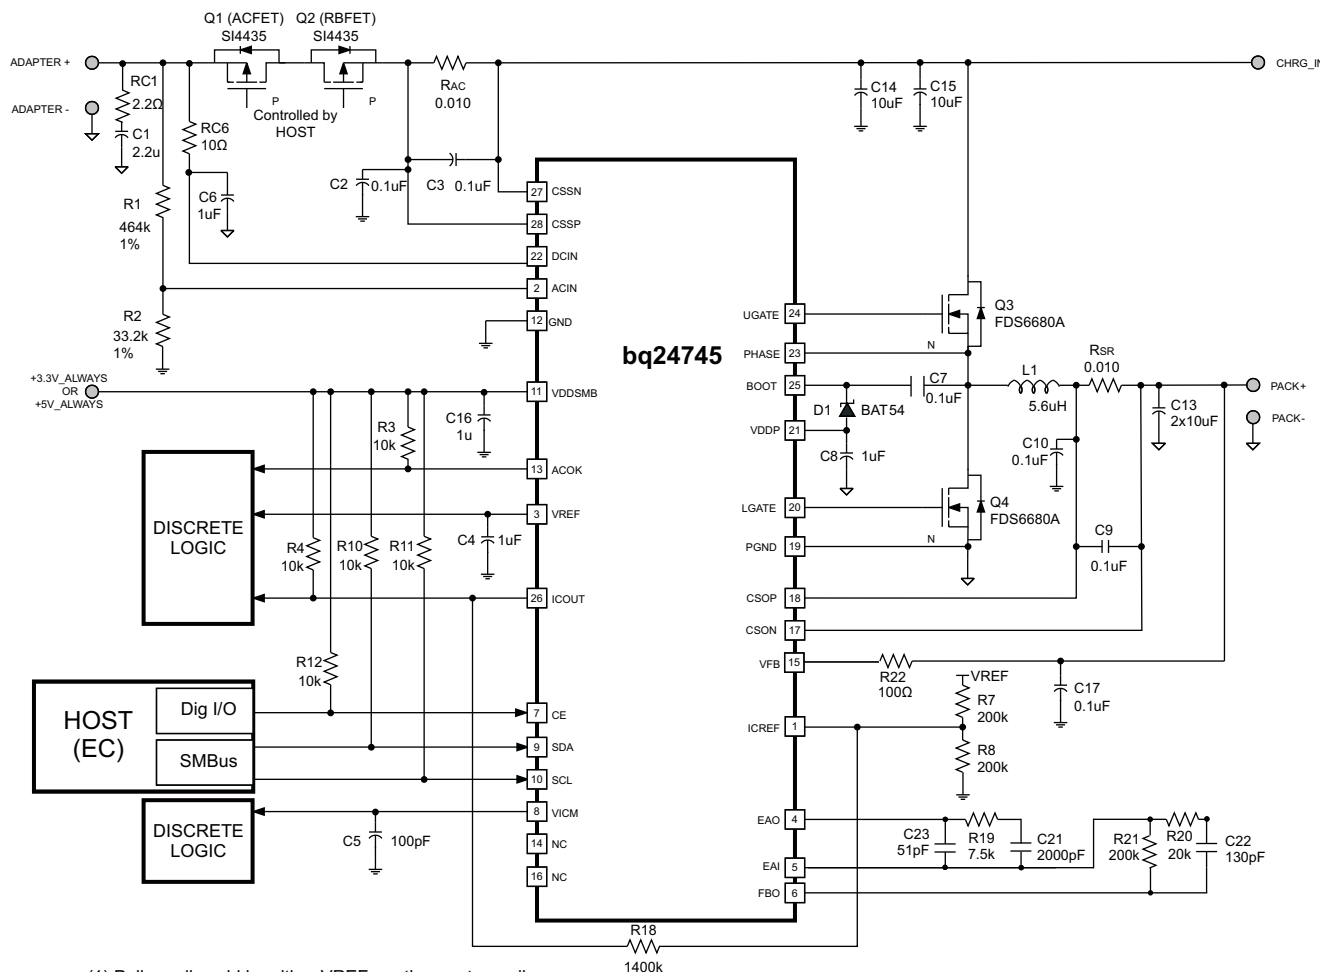 Q1 (ACFET)
SI4435
Q2 (RBFET)
SI4435
ADAPTER +
ADAPTER -
P
P
Controlled by
HOST
RAC
0.010
CHRG_IN
RC1
2.2Ω
C1
2.2u
RC6
10Ω
C6
1uF
C2
0.1uF
C3
0.1uF
C14
10uF
C15
10uF
R1
464k
1%
R2
33.2k
1%
27 CSSN
28 CSSP
22 DCIN
2 ACIN
12 GND
11 VDDSMB
13 ACOK
3 VREF
26 ICOUT
7 CE
9 SDA
10 SCL
8 VICM
14 NC
16 NC
bq24745
UGATE 24
PHASE 23
BOOT 25
VDDP 21
LGATE 20
PGND 19
CSOP 18
CSON 17
VFB 15
ICREF 1
EAO 4
EAI 5
FBO 6
+3.3V_ALWAYS
OR
+5V_ALWAYS
R3
10k
C16
1u
C4
1uF
R4
10k
R10
10k
R11
10k
R12
10k
DISCRETE
LOGIC
HOST
(EC)
Dig I/O
SMBus
DISCRETE
LOGIC
C5
100pF
Q3
FDS6680A
N
C7
0.1uF
D1
BAT54
C8
1uF
L1
5.6uH
RSR
0.010
PACK+
PACK-
C13
2x10uF
C10
0.1uF
Q4
FDS6680A
N
C9
0.1uF
R22
100Ω
C17
0.1uF
VREF
R7
200k
R8
200k
C23
51pF
R19
7.5k
C21
2000pF
R21
200k
R20
20k
C22
130pF
R18
1400k